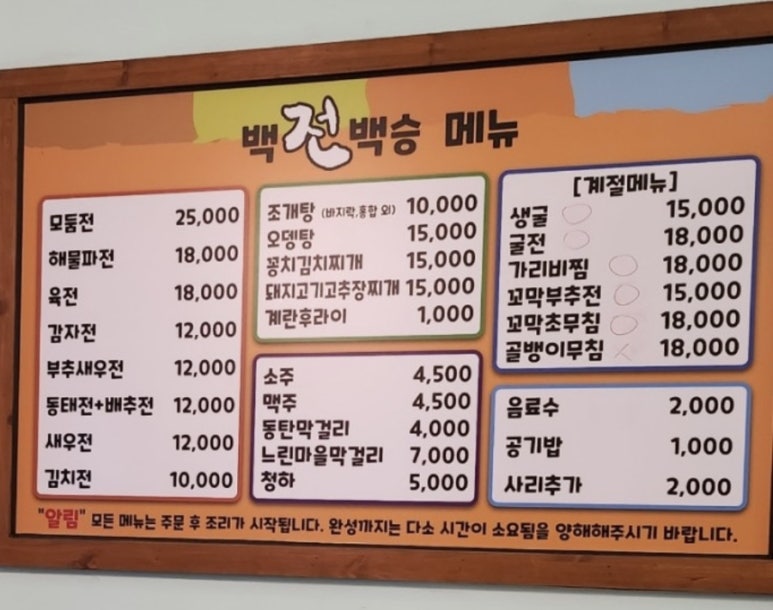 백전백승 메뉴
모둠전 25,000
해물파전 18,000
육전 18,000
감자전 12,000
부추새우전 12,000
동태전+배추전 12,000
새우전 12,000
김치전 10,000
조개탕 (바지락,홍합 외) 10,000
오뎅탕 15,000
꽁치김치찌개 15,000
돼지고기고추장찌개 15,000
계란후라이 1,000
소주 4,500
맥주 4,500
동탄막걸리 4,000
느린마을막걸리 7,000
청하 5,000
[계절메뉴]
생굴 15,000
굴전 18,000
가리비찜 18,000
꼬막부추전 15,000
꼬막초무침 18,000
골뱅이무침 18,000
음료수 2,000
공기밥 1,000
사리추가 2,000
"알림" 모든 메뉴는 주문 후 조리가 시작됩니다. 완성까지는 다소 시간이 소요됨을 양해해주시기 바랍니다.